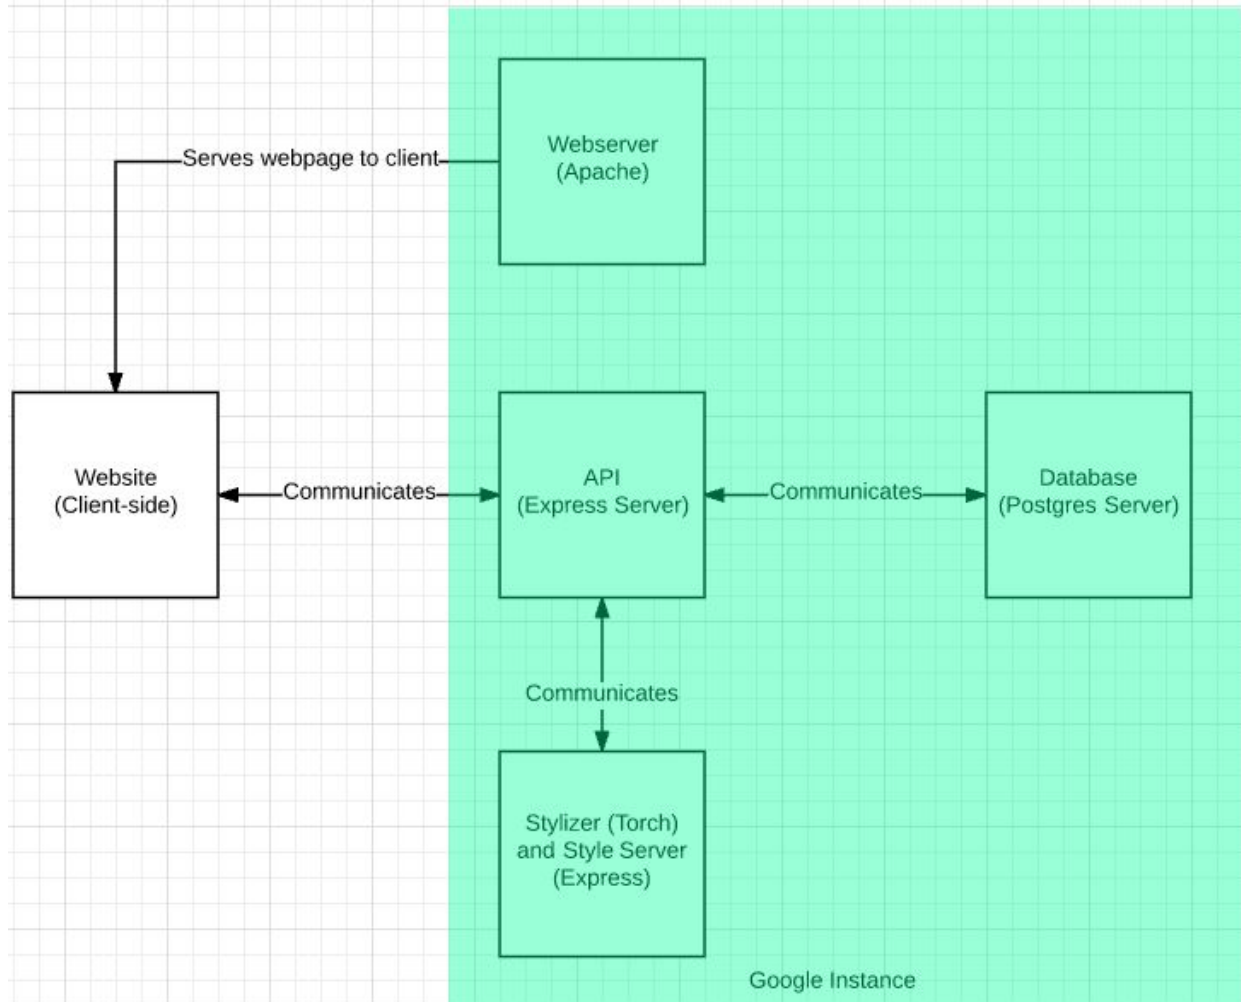 Webserver
(Apache)
Serves webpage to client
Website
(Client-side)
Communicates
API
(Express Server)
Communicates
Database
(Postgres Server)
Communicates
Stylizer (Torch)
and Style Server
(Express)
Google Instance